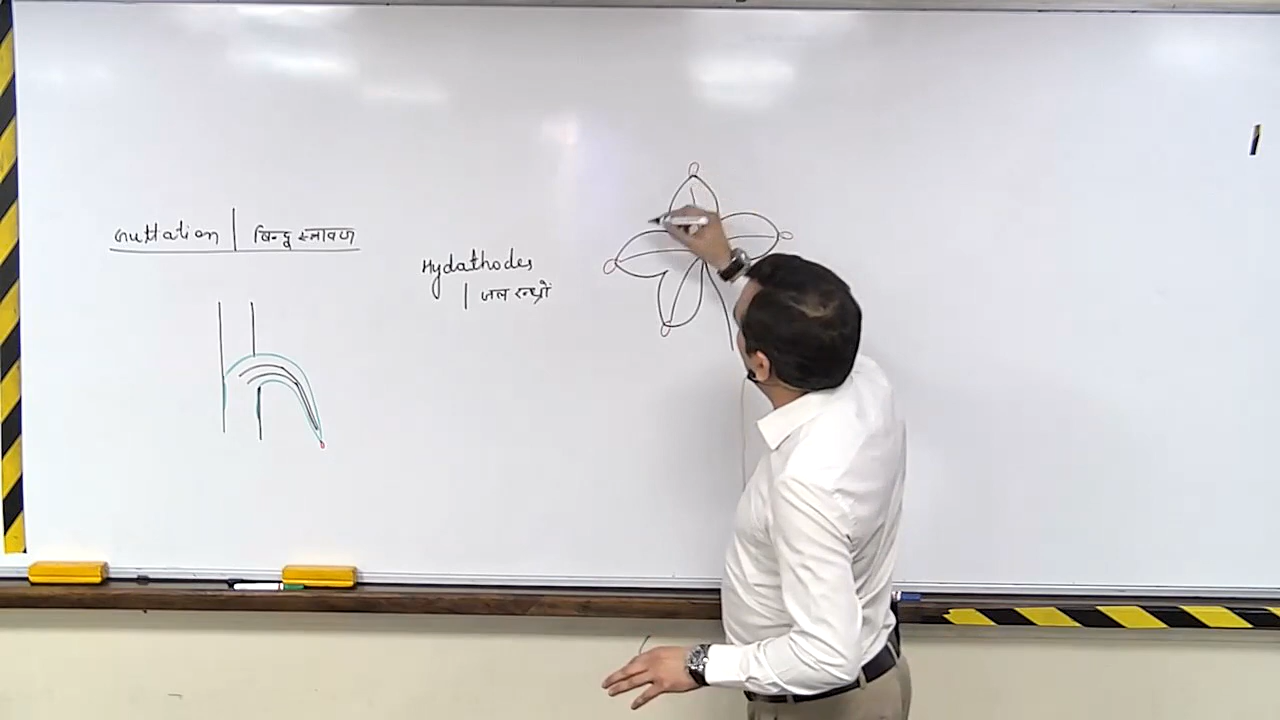 Guttation | बिन्दू स्त्रावण
Hydathodes
| जल रन्ध्रों